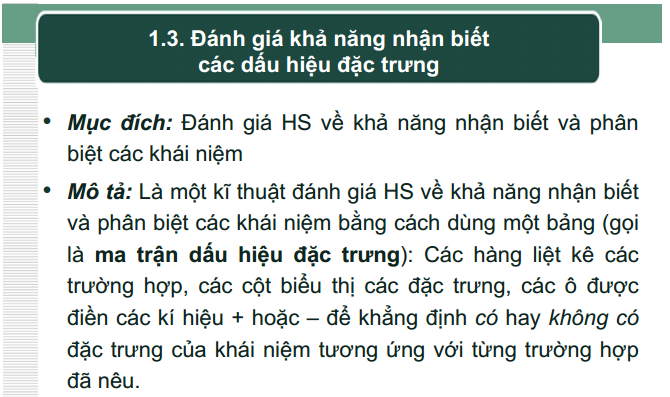 1.3. Đánh giá khả năng nhận biết
các dấu hiệu đặc trưng
• Mục đích: Đánh giá HS về khả năng nhận biết và phân
biệt các khái niệm
• Mô tả: Là một kĩ thuật đánh giá HS về khả năng nhận biết
và phân biệt các khái niệm bằng cách dùng một bảng (gọi
là ma trận dấu hiệu đặc trưng): Các hàng liệt kê các
trường hợp, các cột biểu thị các đặc trưng, các ô được
điền các kí hiệu + hoặc – để khẳng định có hay không có
đặc trưng của khái niệm tương ứng với từng trường hợp
đã nêu.